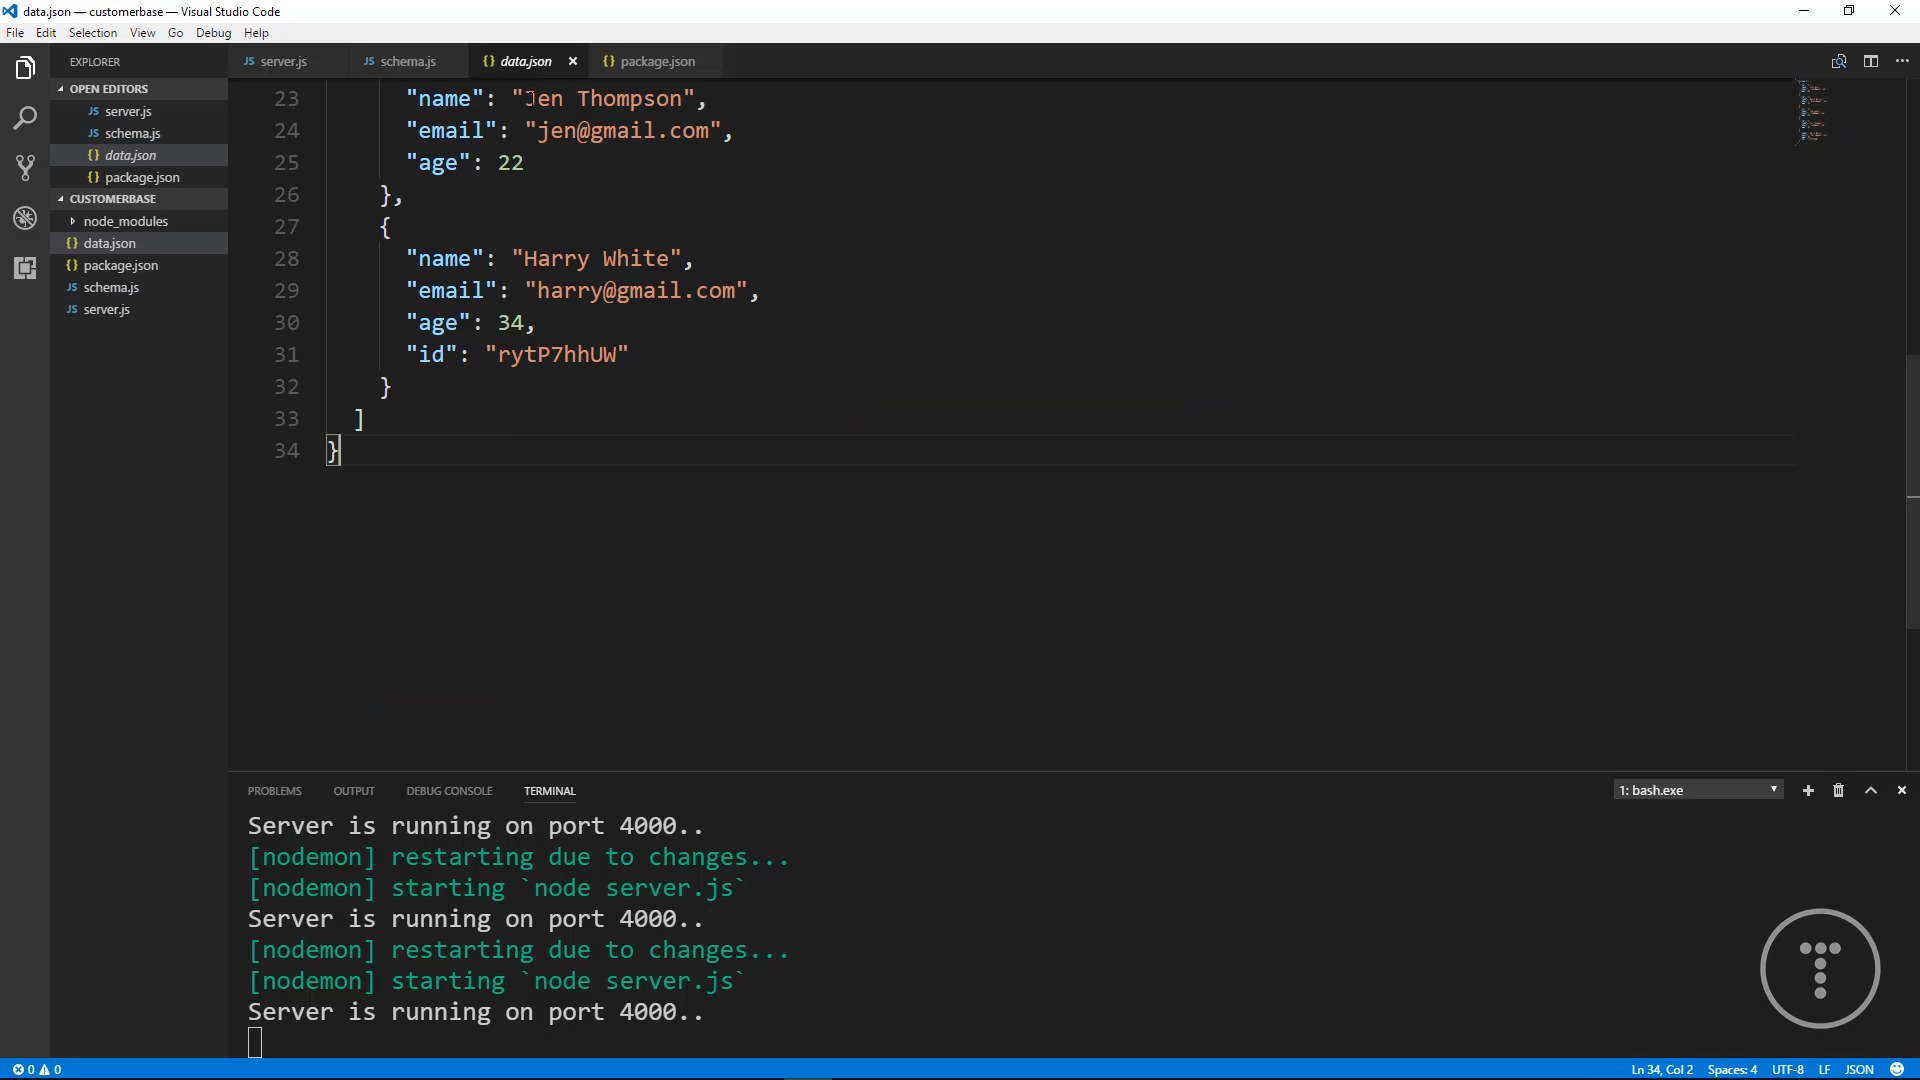 data.json — customerbase — Visual Studio Code
File Edit Selection View Go Debug Help
EXPLORER
OPEN EDITORS
JS server.js
JS schema.js
{} data.json
{} package.json
CUSTOMERBASE
node_modules
{} data.json
{} package.json
JS schema.js
JS server.js
JS server.js JS schema.js {} data.json × {} package.json
23 "name": "Jen Thompson",
24 "email": "jen@gmail.com",
25 "age": 22
26 },
27 {
28 "name": "Harry White",
29 "email": "harry@gmail.com",
30 "age": 34,
31 "id": "rytP7hhUW"
32 }
33 ]
34 }
PROBLEMS OUTPUT DEBUG CONSOLE TERMINAL 1: bash.exe
Server is running on port 4000..
[nodemon] restarting due to changes...
[nodemon] starting `node server.js`
Server is running on port 4000..
[nodemon] restarting due to changes...
[nodemon] starting `node server.js`
Server is running on port 4000..
0 0 Ln 34, Col 2 Spaces: 4 UTF-8 LF JSON